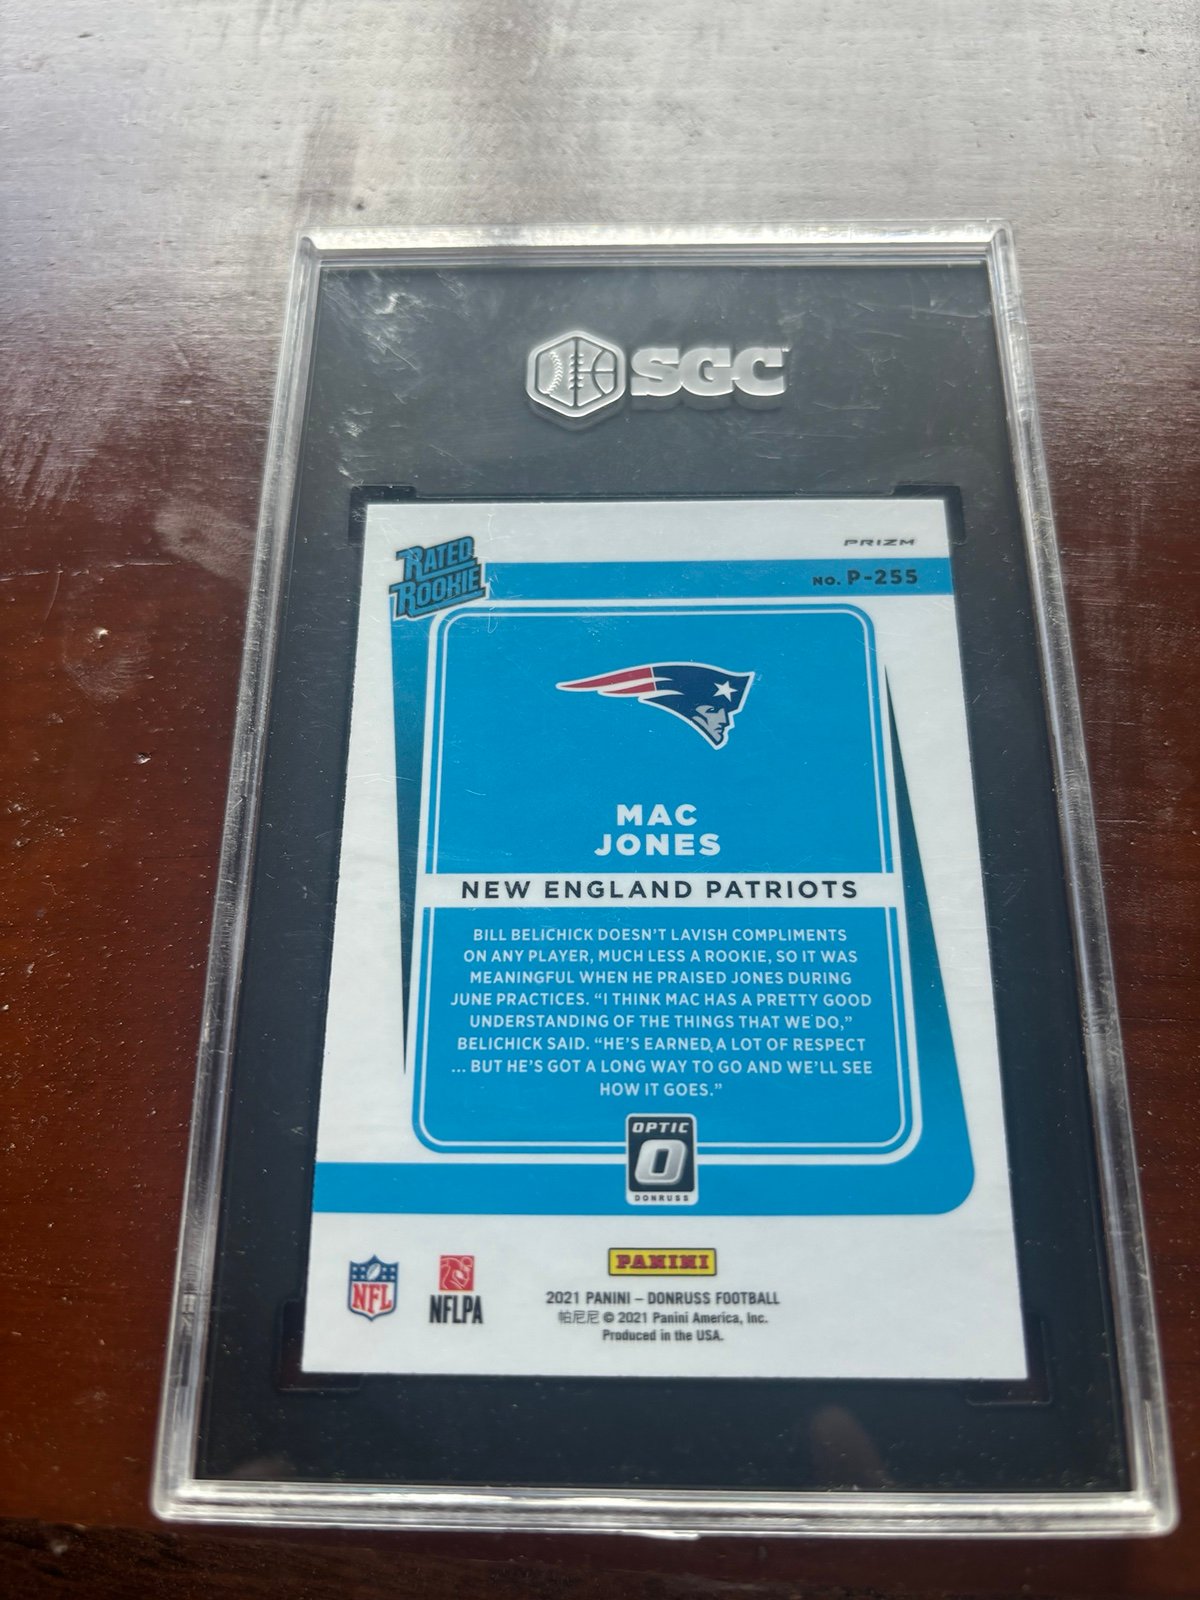 SGC
RATED
ROOKIE
PRIZM
NO. P-255
MAC
JONES
NEW ENGLAND PATRIOTS
BILL BELICHICK DOESN'T LAVISH COMPLIMENTS
ON ANY PLAYER, MUCH LESS A ROOKIE, SO IT WAS
MEANINGFUL WHEN HE PRAISED JONES DURING
JUNE PRACTICES. “I THINK MAC HAS A PRETTY GOOD
UNDERSTANDING OF THE THINGS THAT WE DO,”
BELICHICK SAID. “HE'S EARNED A LOT OF RESPECT
... BUT HE'S GOT A LONG WAY TO GO AND WE'LL SEE
HOW IT GOES.”
OPTIC
O
DONRUSS
NFL
NFLPA
PANINI
2021 PANINI – DONRUSS FOOTBALL
帕尼尼 © 2021 Panini America, Inc.
Produced in the USA.